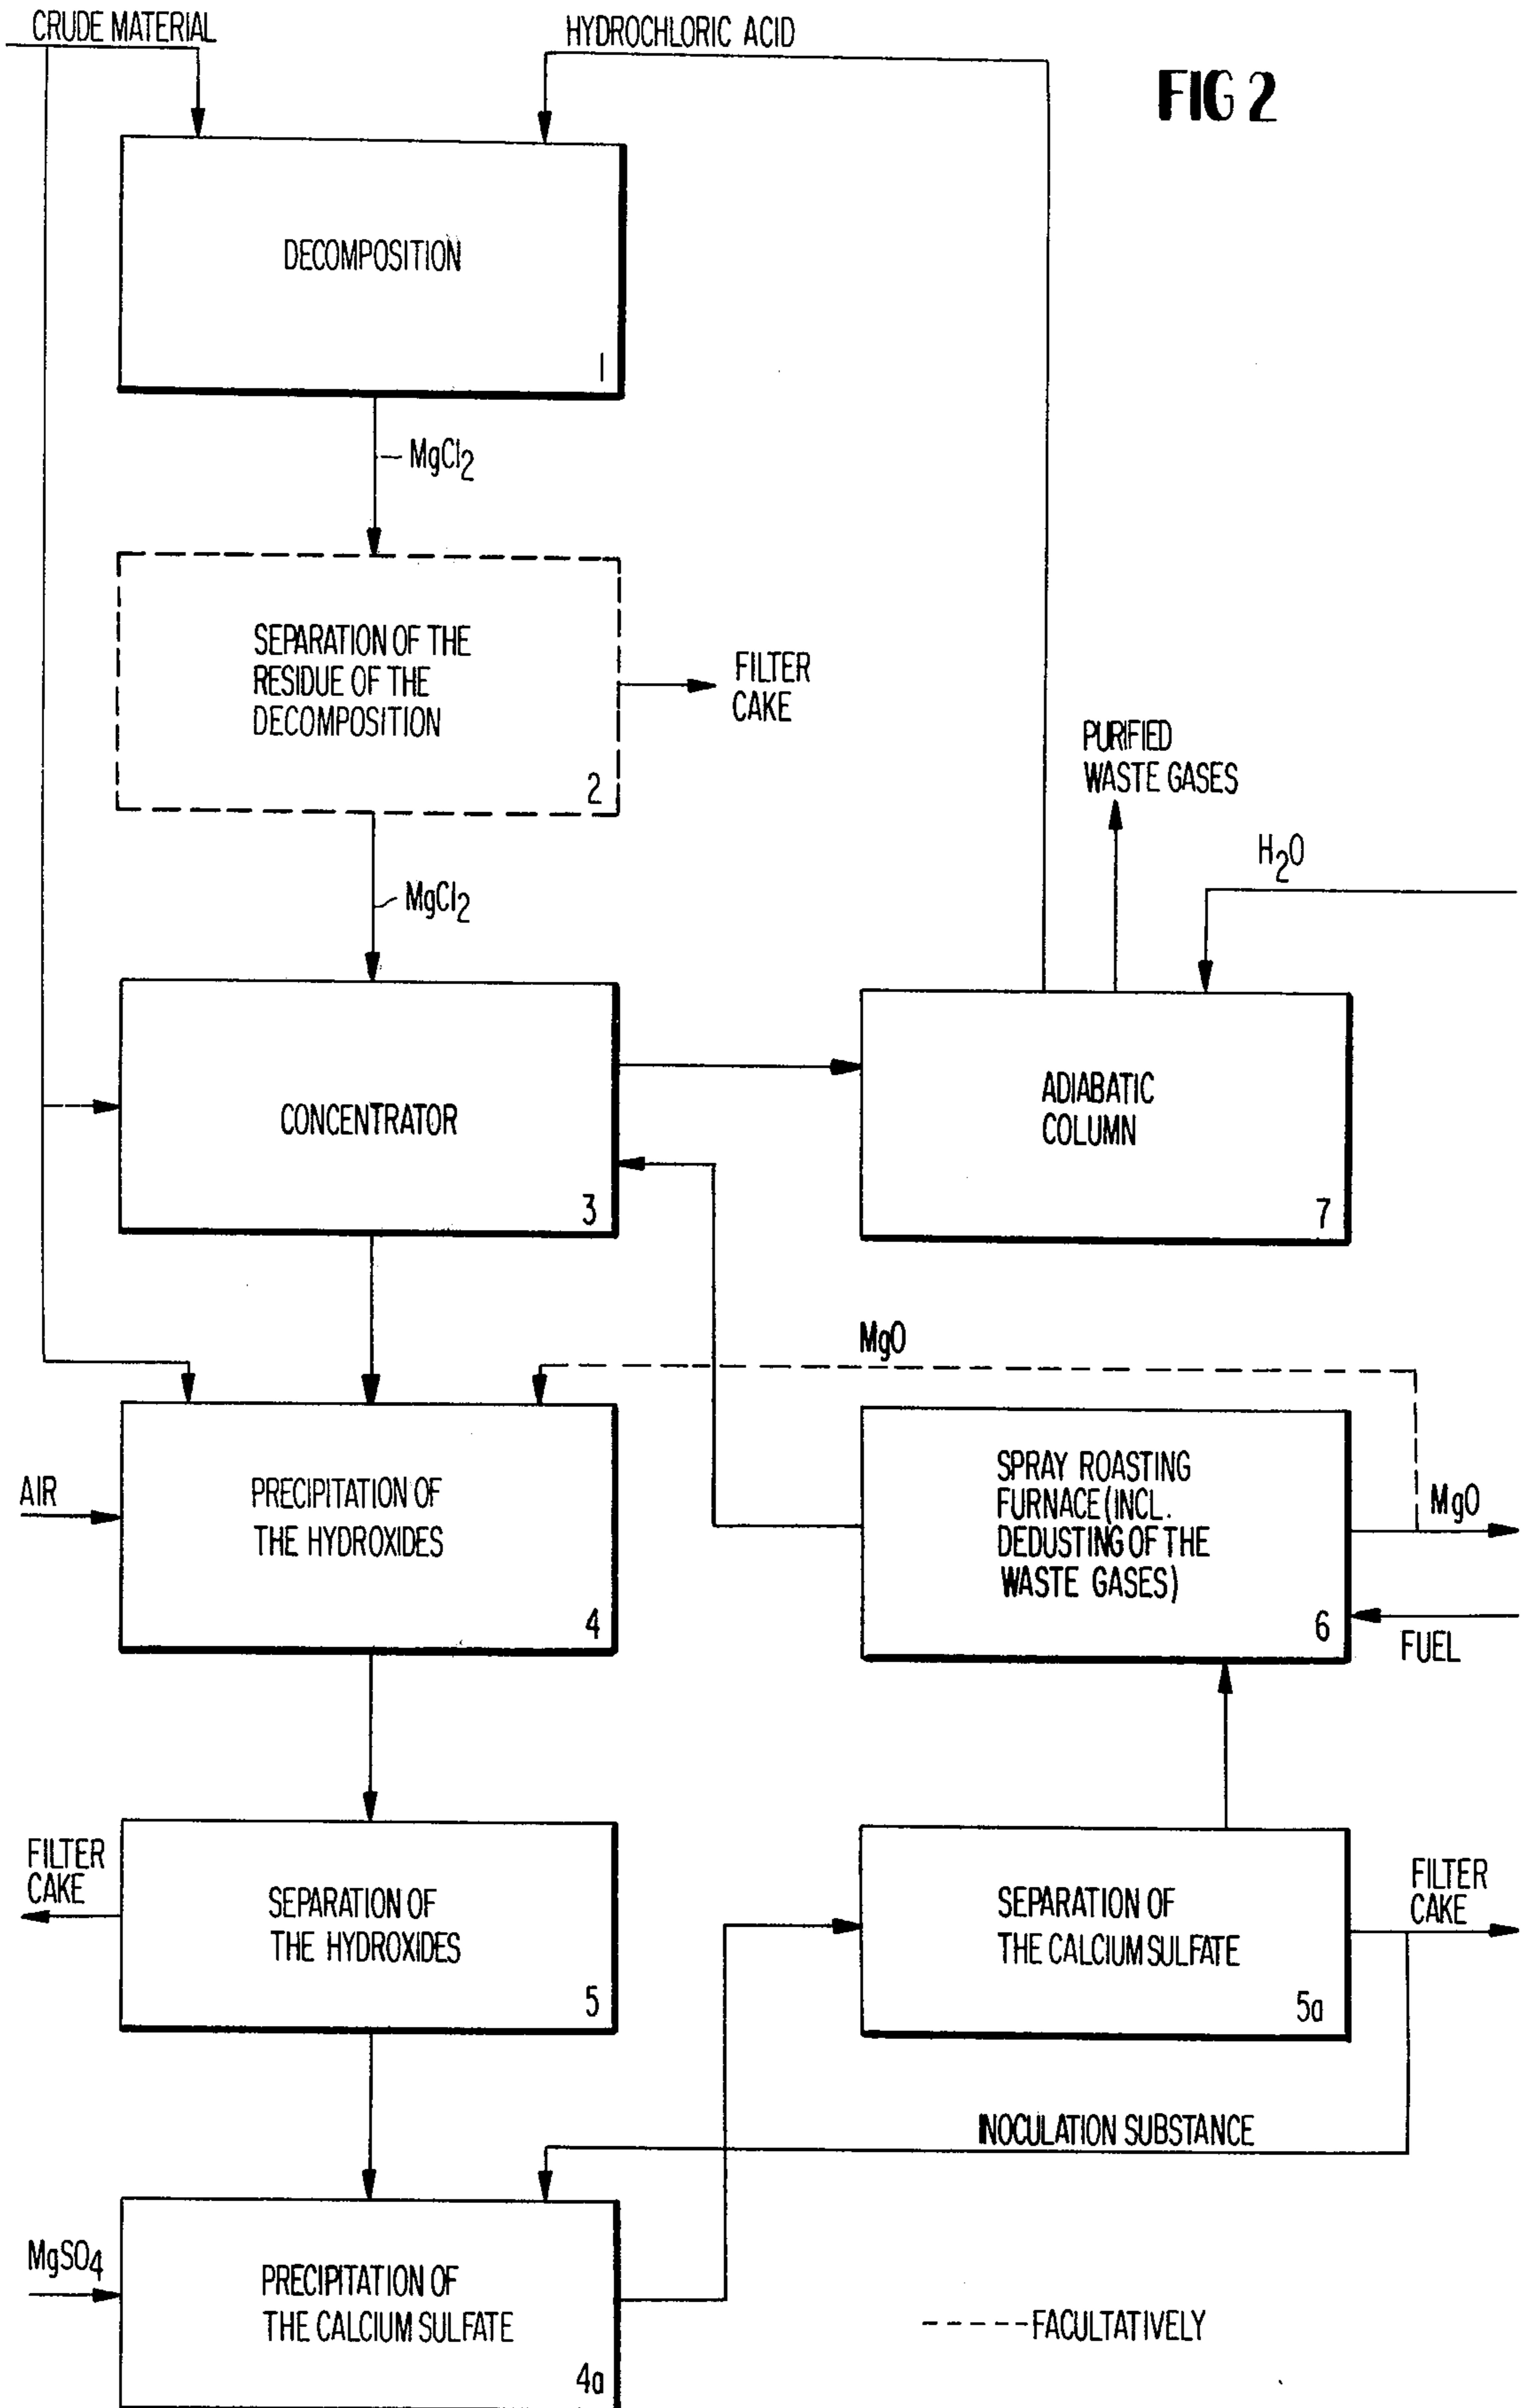 CRUDE MATERIAL
HYDROCHLORIC ACID
FIG 2
DECOMPOSITION
1
MgCl2
SEPARATION OF THE
RESIDUE OF THE
DECOMPOSITION
2
FILTER
CAKE
PURIFIED
WASTE GASES
H2O
MgCl2
CONCENTRATOR
3
ADIABATIC
COLUMN
7
MgO
AIR
PRECIPITATION OF
THE HYDROXIDES
4
SPRAY ROASTING
FURNACE (INCL.
DEDUSTING OF THE
WASTE GASES)
6
MgO
FUEL
FILTER
CAKE
SEPARATION OF
THE HYDROXIDES
5
SEPARATION OF
THE CALCIUM SULFATE
5a
FILTER
CAKE
INOCULATION SUBSTANCE
MgSO4
PRECIPITATION OF
THE CALCIUM SULFATE
4a
-----FACULTATIVELY